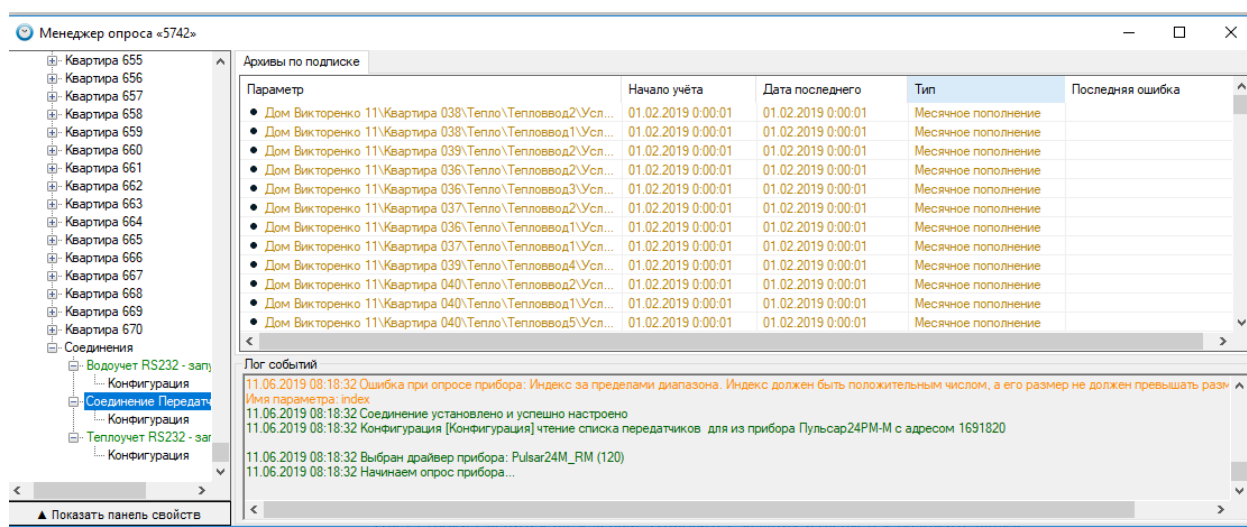 Менеджер опроса «5742»
Квартира 655
Квартира 656
Квартира 657
Квартира 658
Квартира 659
Квартира 660
Квартира 661
Квартира 662
Квартира 663
Квартира 664
Квартира 665
Квартира 666
Квартира 667
Квартира 668
Квартира 669
Квартира 670
Соединения
Водоучет RS232 - запу
Конфигурация
Соединение Передатч
Конфигурация
Теплоучет RS232 - зап
Конфигурация
▲ Показать панель свойств
Архивы по подписке
Параметр Начало учёта Дата последнего Тип Последняя ошибка
Дом Викторенко 11\Квартира 038\Тепло\Тепловвод2\Усл... 01.02.2019 0:00:01 01.02.2019 0:00:01 Месячное пополнение
Дом Викторенко 11\Квартира 038\Тепло\Тепловвод1\Усл... 01.02.2019 0:00:01 01.02.2019 0:00:01 Месячное пополнение
Дом Викторенко 11\Квартира 039\Тепло\Тепловвод2\Усл... 01.02.2019 0:00:01 01.02.2019 0:00:01 Месячное пополнение
Дом Викторенко 11\Квартира 036\Тепло\Тепловвод2\Усл... 01.02.2019 0:00:01 01.02.2019 0:00:01 Месячное пополнение
Дом Викторенко 11\Квартира 036\Тепло\Тепловвод3\Усл... 01.02.2019 0:00:01 01.02.2019 0:00:01 Месячное пополнение
Дом Викторенко 11\Квартира 037\Тепло\Тепловвод2\Усл... 01.02.2019 0:00:01 01.02.2019 0:00:01 Месячное пополнение
Дом Викторенко 11\Квартира 036\Тепло\Тепловвод1\Усл... 01.02.2019 0:00:01 01.02.2019 0:00:01 Месячное пополнение
Дом Викторенко 11\Квартира 037\Тепло\Тепловвод1\Усл... 01.02.2019 0:00:01 01.02.2019 0:00:01 Месячное пополнение
Дом Викторенко 11\Квартира 039\Тепло\Тепловвод4\Усл... 01.02.2019 0:00:01 01.02.2019 0:00:01 Месячное пополнение
Дом Викторенко 11\Квартира 040\Тепло\Тепловвод2\Усл... 01.02.2019 0:00:01 01.02.2019 0:00:01 Месячное пополнение
Дом Викторенко 11\Квартира 040\Тепло\Тепловвод1\Усл... 01.02.2019 0:00:01 01.02.2019 0:00:01 Месячное пополнение
Дом Викторенко 11\Квартира 040\Тепло\Тепловвод5\Усл... 01.02.2019 0:00:01 01.02.2019 0:00:01 Месячное пополнение
Лог событий
11.06.2019 08:18:32 Ошибка при опросе прибора: Индекс за пределами диапазона. Индекс должен быть положительным числом, а его размер не должен превышать разм
Имя параметра: index
11.06.2019 08:18:32 Соединение установлено и успешно настроено
11.06.2019 08:18:32 Конфигурация [Конфигурация] чтение списка передатчиков для из прибора Пульсар24РМ-М с адресом 1691820
11.06.2019 08:18:32 Выбран драйвер прибора: Pulsar24M_RM (120)
11.06.2019 08:18:32 Начинаем опрос прибора...